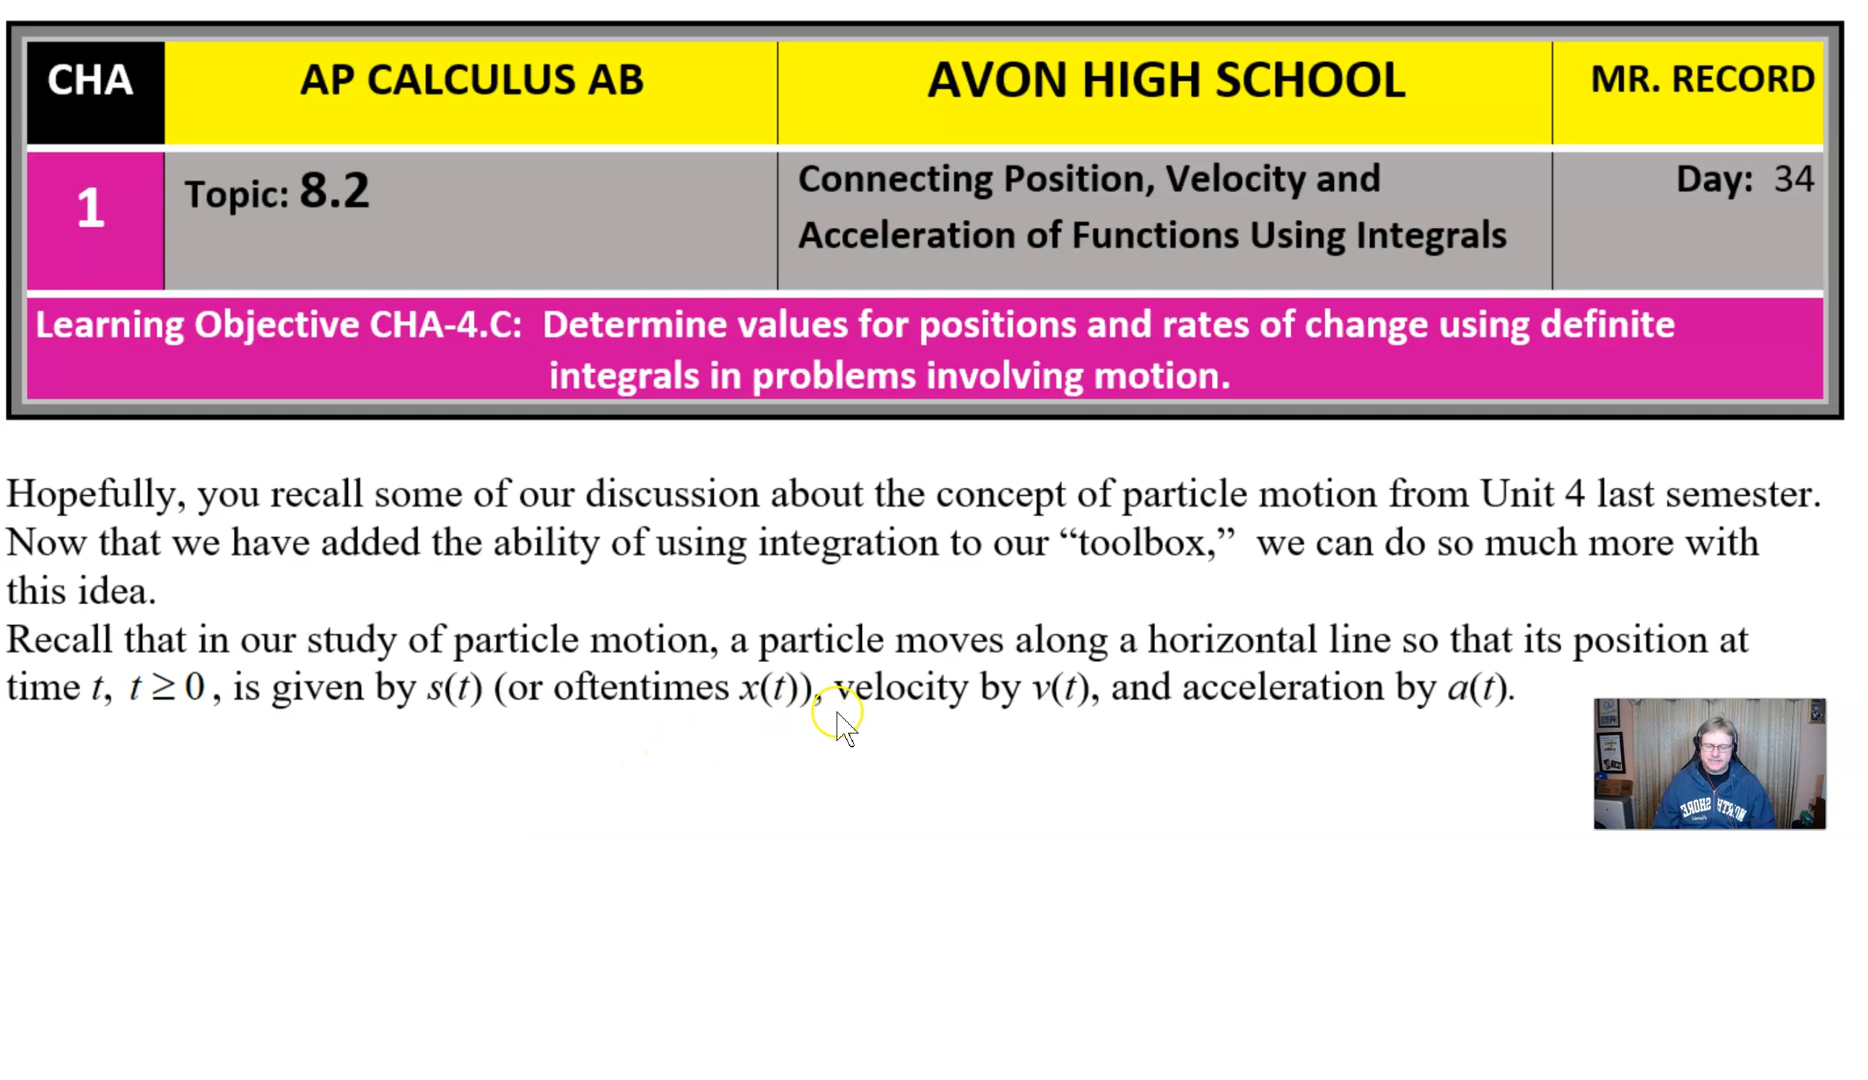 CHA
AP CALCULUS AB
AVON HIGH SCHOOL
MR. RECORD
1
Topic: 8.2
Connecting Position, Velocity and
Acceleration of Functions Using Integrals
Day: 34
Learning Objective CHA-4.C: Determine values for positions and rates of change using definite
integrals in problems involving motion.
Hopefully, you recall some of our discussion about the concept of particle motion from Unit 4 last semester.
Now that we have added the ability of using integration to our “toolbox,” we can do so much more with
this idea.
Recall that in our study of particle motion, a particle moves along a horizontal line so that its position at
time t, t ≥ 0, is given by s(t) (or oftentimes x(t)), velocity by v(t), and acceleration by a(t).
NORTH SHORE